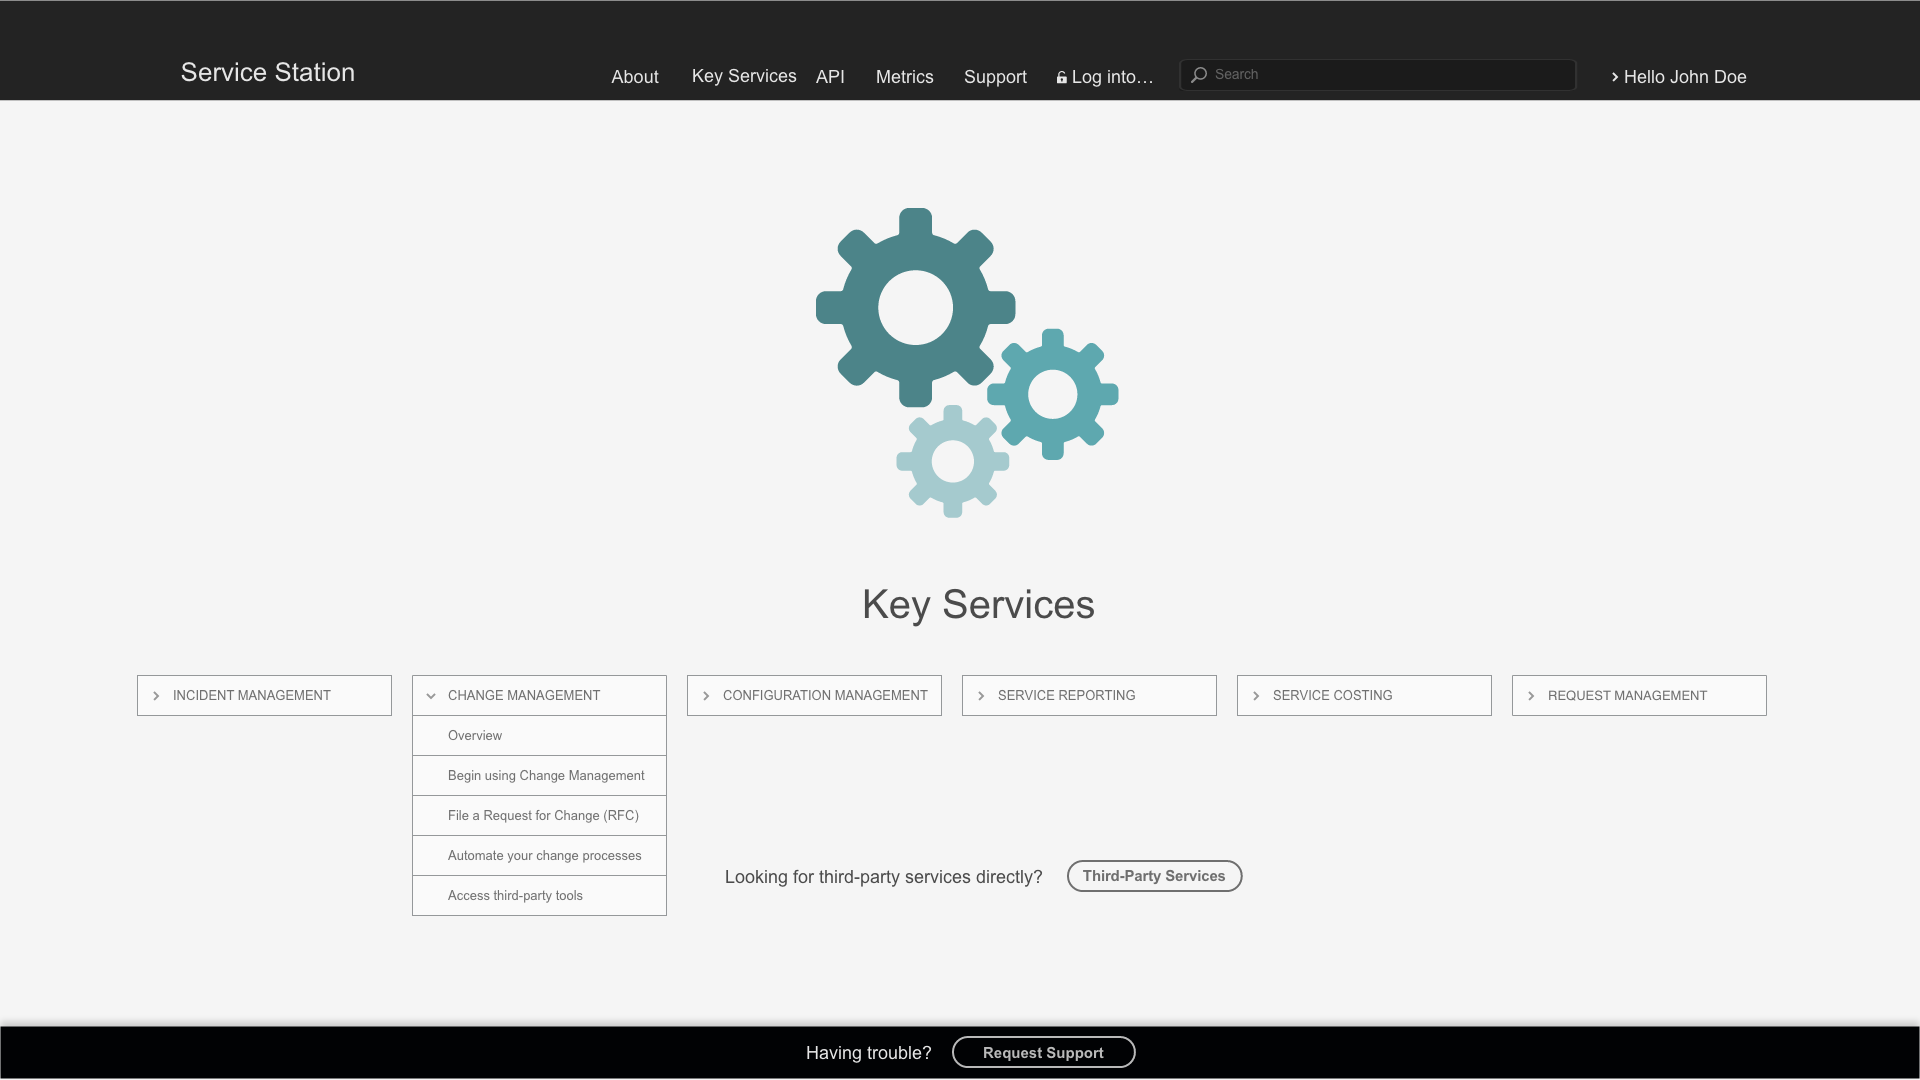 Service Station
About
Key Services
API
Metrics
Support
Log into…
Search
Hello John Doe
Key Services
INCIDENT MANAGEMENT
CHANGE MANAGEMENT
Overview
Begin using Change Management
File a Request for Change (RFC)
Automate your change processes
Access third-party tools
CONFIGURATION MANAGEMENT
SERVICE REPORTING
SERVICE COSTING
REQUEST MANAGEMENT
Looking for third-party services directly?
Third-Party Services
Having trouble?
Request Support